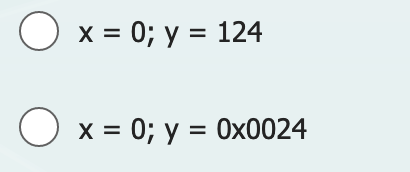 x = 0; y = 124
x = 0; y = 0x0024